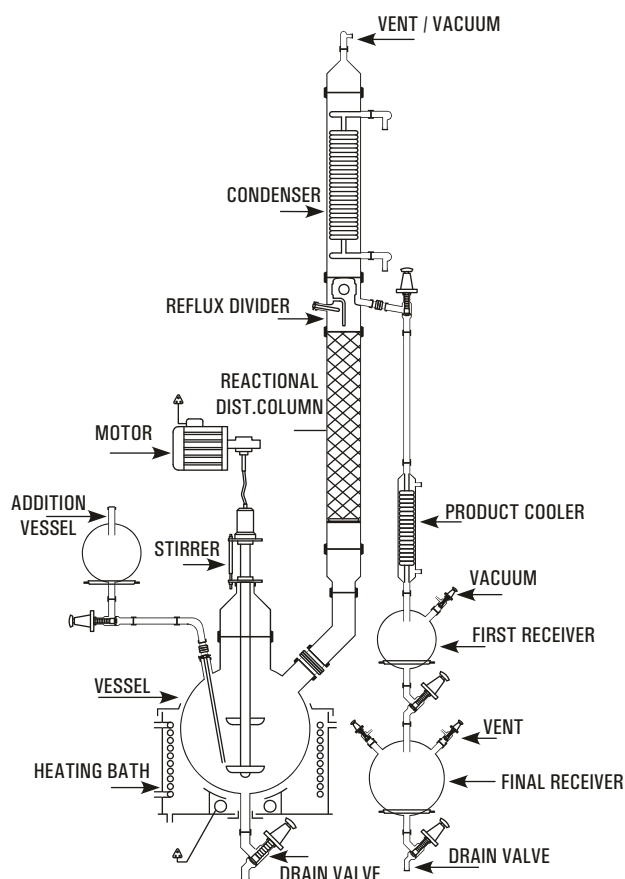 VENT / VACUUM
CONDENSER
REFLUX DIVIDER
REACTIONAL
DIST.COLUMN
MOTOR
ADDITION
VESSEL
STIRRER
PRODUCT COOLER
VACUUM
FIRST RECEIVER
VESSEL
VENT
HEATING BATH
FINAL RECEIVER
DRAIN VALVE
DRAIN VALVE